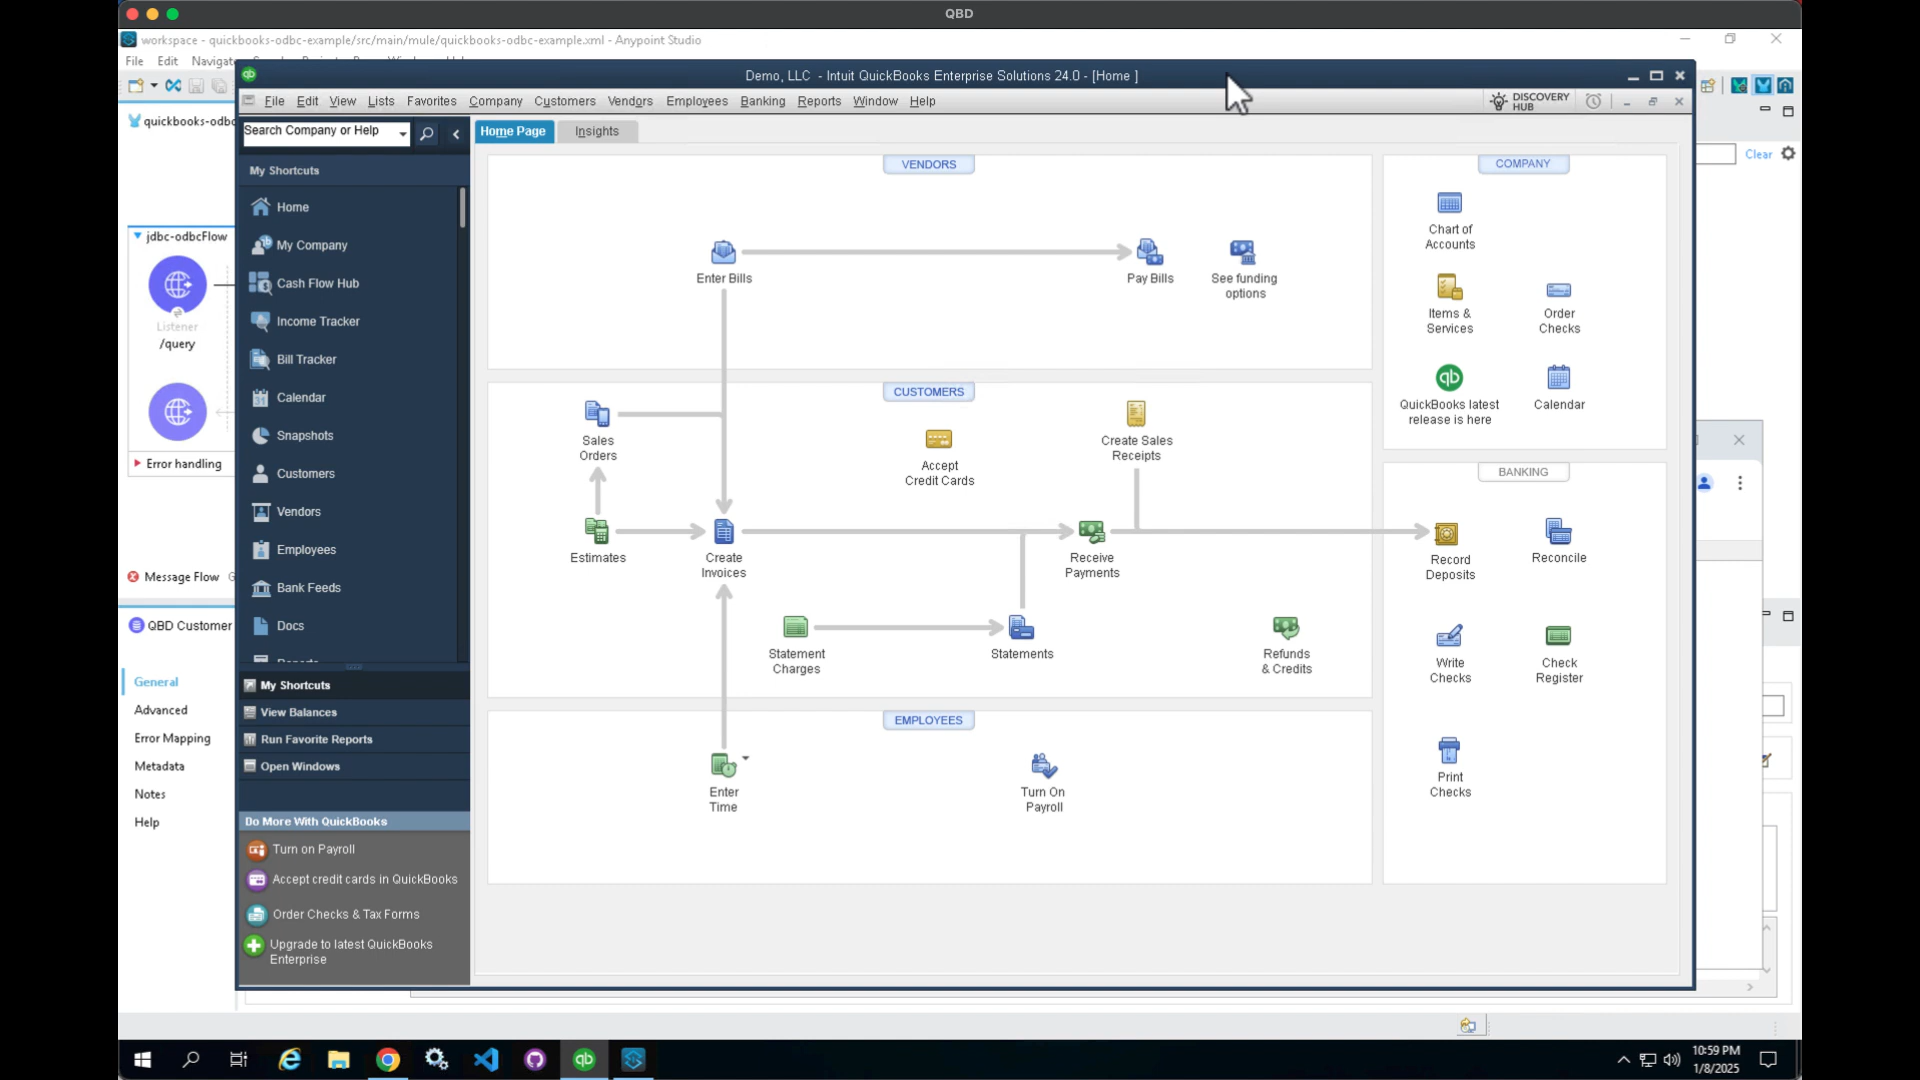 QBD
workspace - quickbooks-odbc-example/src/main/mule/quickbooks-odbc-example.xml - Anypoint Studio
File Edit Navigate
Demo, LLC - Intuit QuickBooks Enterprise Solutions 24.0 - [Home ]
File Edit View Lists Favorites Company Customers Vendors Employees Banking Reports Window Help
DISCOVERY
HUB
quickbooks-odbc
Search Company or Help
Home Page
Insights
Clear
My Shortcuts
Home
My Company
Cash Flow Hub
Income Tracker
Bill Tracker
Calendar
Snapshots
Customers
Vendors
Employees
Bank Feeds
Docs
Reports
My Shortcuts
View Balances
Run Favorite Reports
Open Windows
Do More With QuickBooks
Turn on Payroll
Accept credit cards in QuickBooks
Order Checks & Tax Forms
Upgrade to latest QuickBooks
Enterprise
jdbc-odbcFlow
Listener
/query
Error handling
Message Flow
QBD Customer
General
Advanced
Error Mapping
Metadata
Notes
Help
VENDORS
Enter Bills
Pay Bills
See funding
options
CUSTOMERS
Sales
Orders
Accept
Credit Cards
Create Sales
Receipts
Estimates
Create
Invoices
Receive
Payments
Statement
Charges
Statements
Refunds
& Credits
EMPLOYEES
Enter
Time
Turn On
Payroll
COMPANY
Chart of
Accounts
Items &
Services
Order
Checks
QuickBooks latest
release is here
Calendar
BANKING
Record
Deposits
Reconcile
Write
Checks
Check
Register
Print
Checks
10:59 PM
1/8/2025